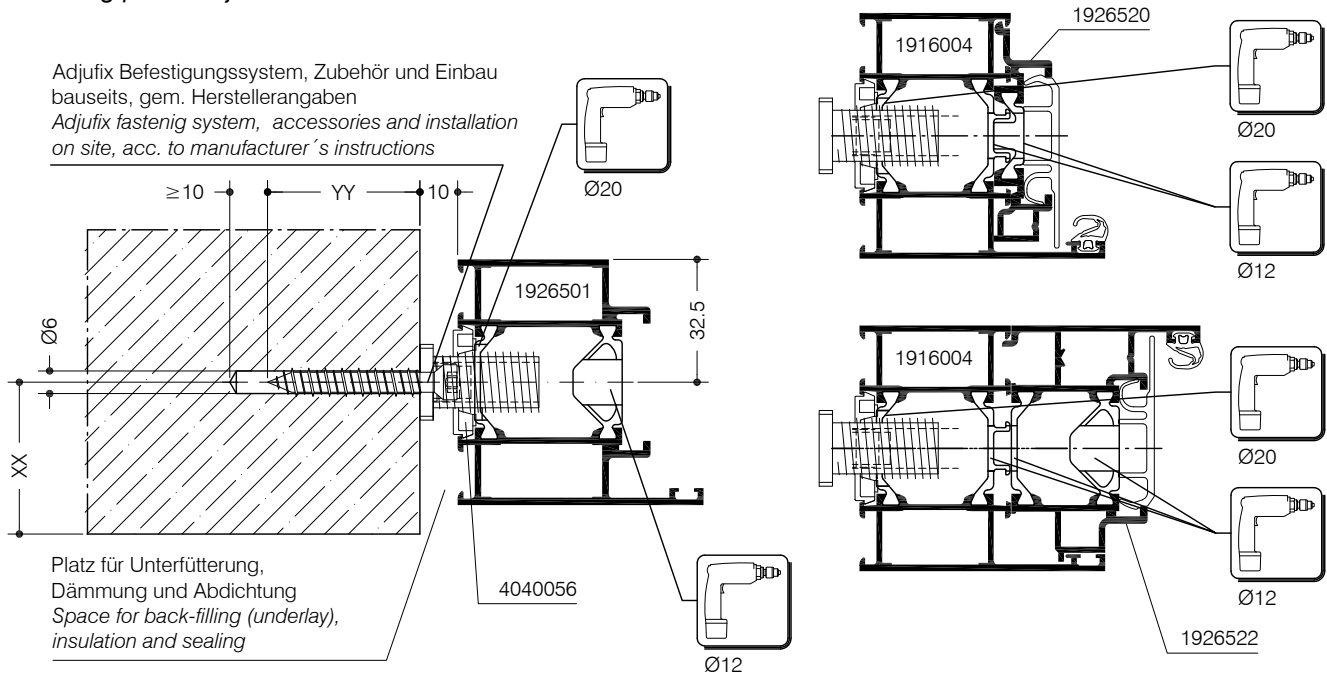 Adjufix Befestigungssystem, Zubehör und Einbau
bauseits, gem. Herstellerangaben
Adjufix fastenig system, accessories and installation
on site, acc. to manufacturer´s instructions
≥10
YY
10
Ø20
1926501
32.5
Ø6
XX
Platz für Unterfütterung,
Dämmung und Abdichtung
Space for back-filling (underlay),
insulation and sealing
4040056
Ø12
1916004
1926520
Ø20
Ø12
1916004
Ø20
Ø12
1926522